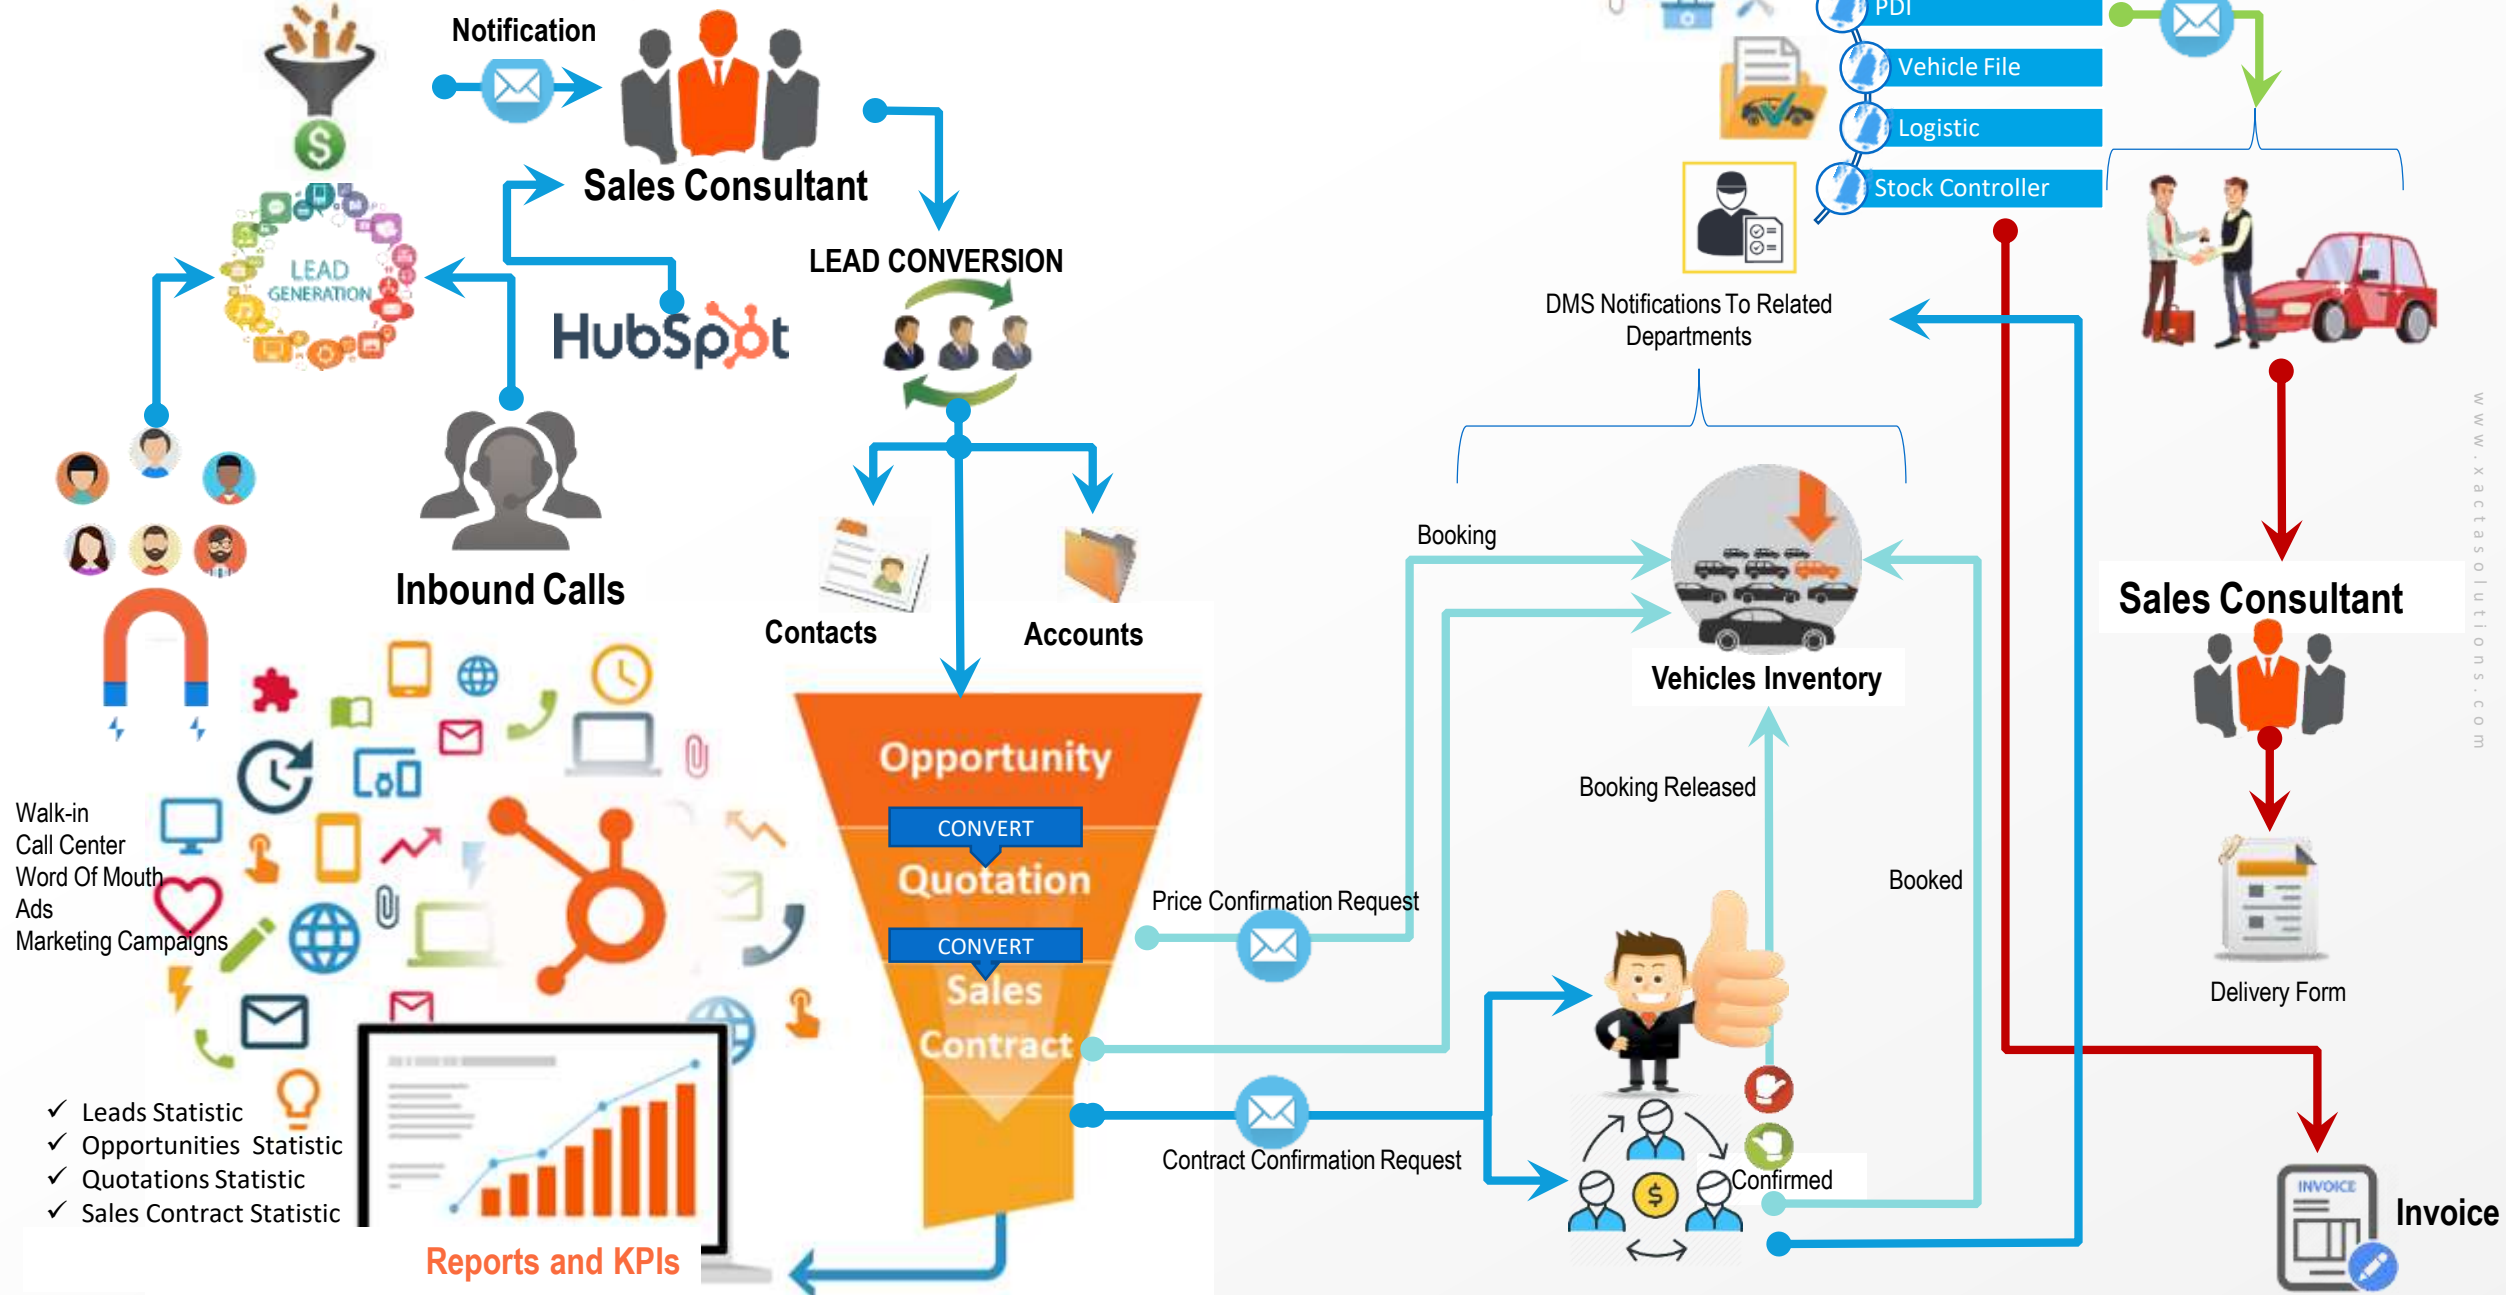 Notification
Sales Consultant
LEAD
GENERATION
HubSpot
LEAD CONVERSION
Inbound Calls
Contacts
Accounts
Walk-in
Call Center
Word Of Mouth
Ads
Marketing Campaigns
Leads Statistic
Opportunities Statistic
Quotations Statistic
Sales Contract Statistic
Reports and KPIs
Opportunity
CONVERT
Quotation
CONVERT
Sales
Contract
Price Confirmation Request
Contract Confirmation Request
PDI
Vehicle File
Logistic
Stock Controller
DMS Notifications To Related
Departments
Booking
Vehicles Inventory
Booking Released
Booked
Confirmed
Sales Consultant
Delivery Form
INVOICE
Invoice
www.xactasolutions.com